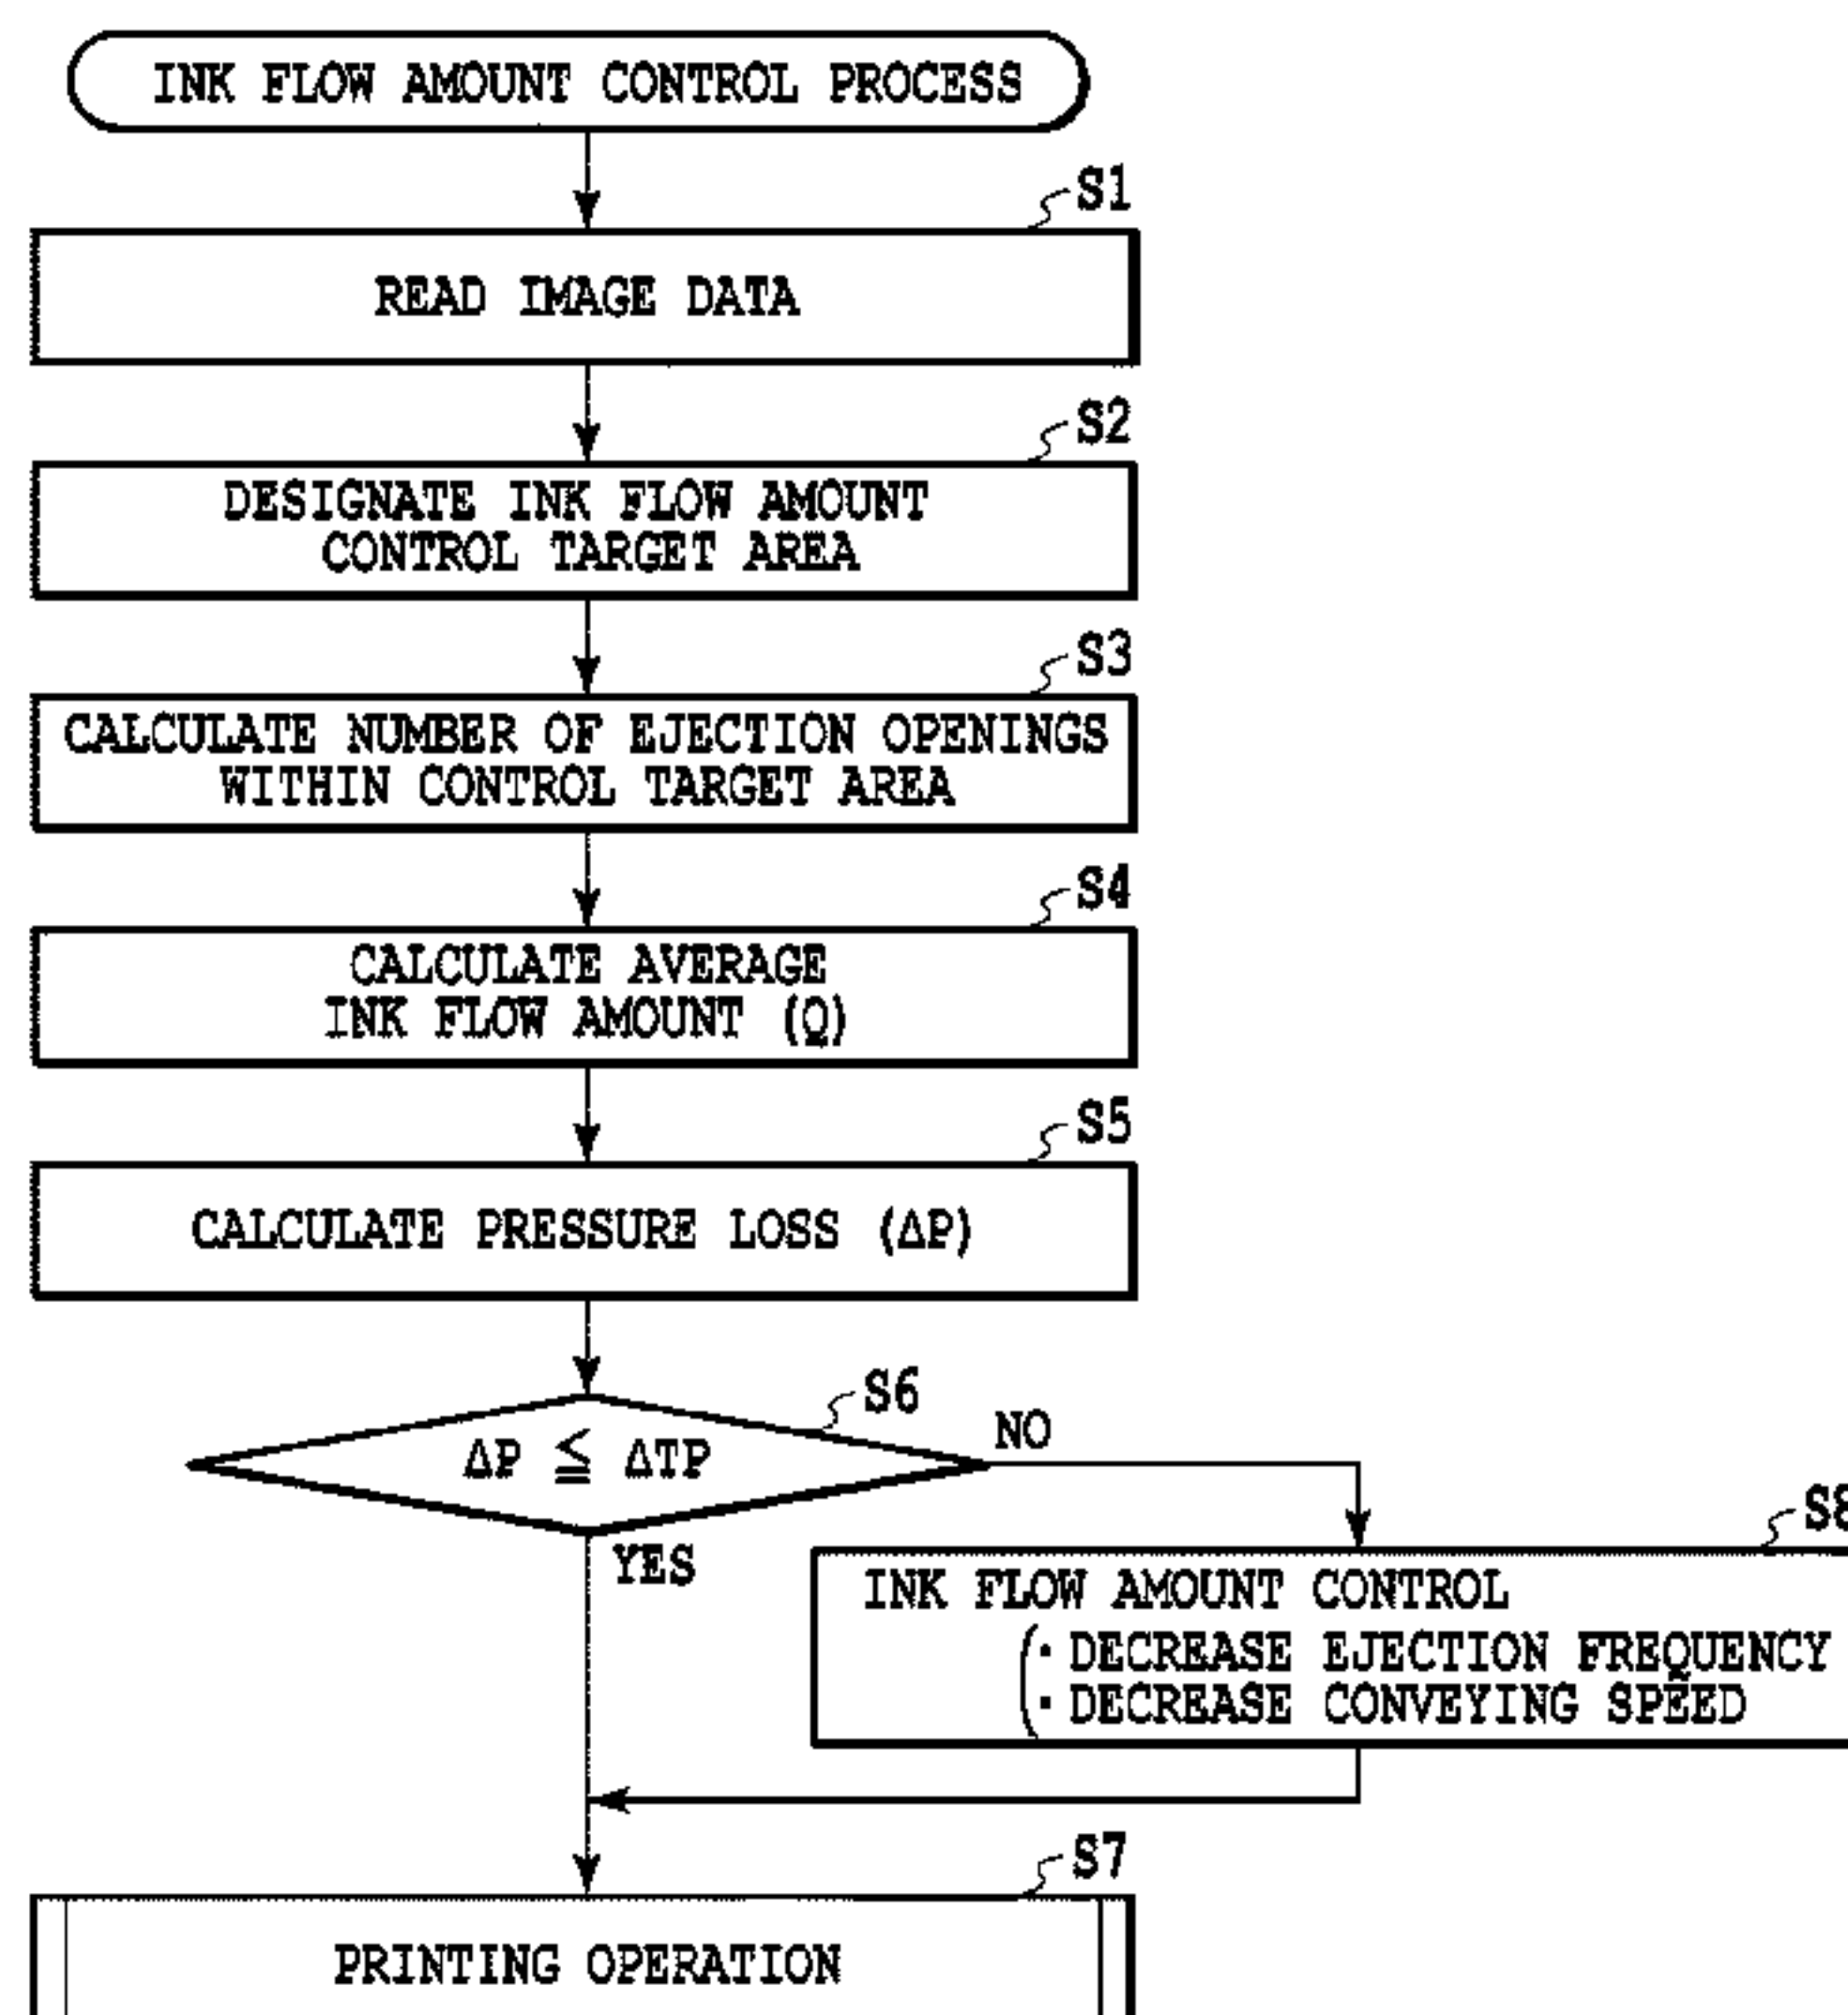 INK FLOW AMOUNT CONTROL PROCESS
S1
READ IMAGE DATA
S2
DESIGNATE INK FLOW AMOUNT
CONTROL TARGET AREA
S3
CALCULATE NUMBER OF EJECTION OPENINGS
WITHIN CONTROL TARGET AREA
S4
CALCULATE AVERAGE
INK FLOW AMOUNT (Q)
S5
CALCULATE PRESSURE LOSS (ΔP)
S6
ΔP ≦ ΔTP
NO
YES
S8
INK FLOW AMOUNT CONTROL
(· DECREASE EJECTION FREQUENCY
· DECREASE CONVEYING SPEED
S7
PRINTING OPERATION